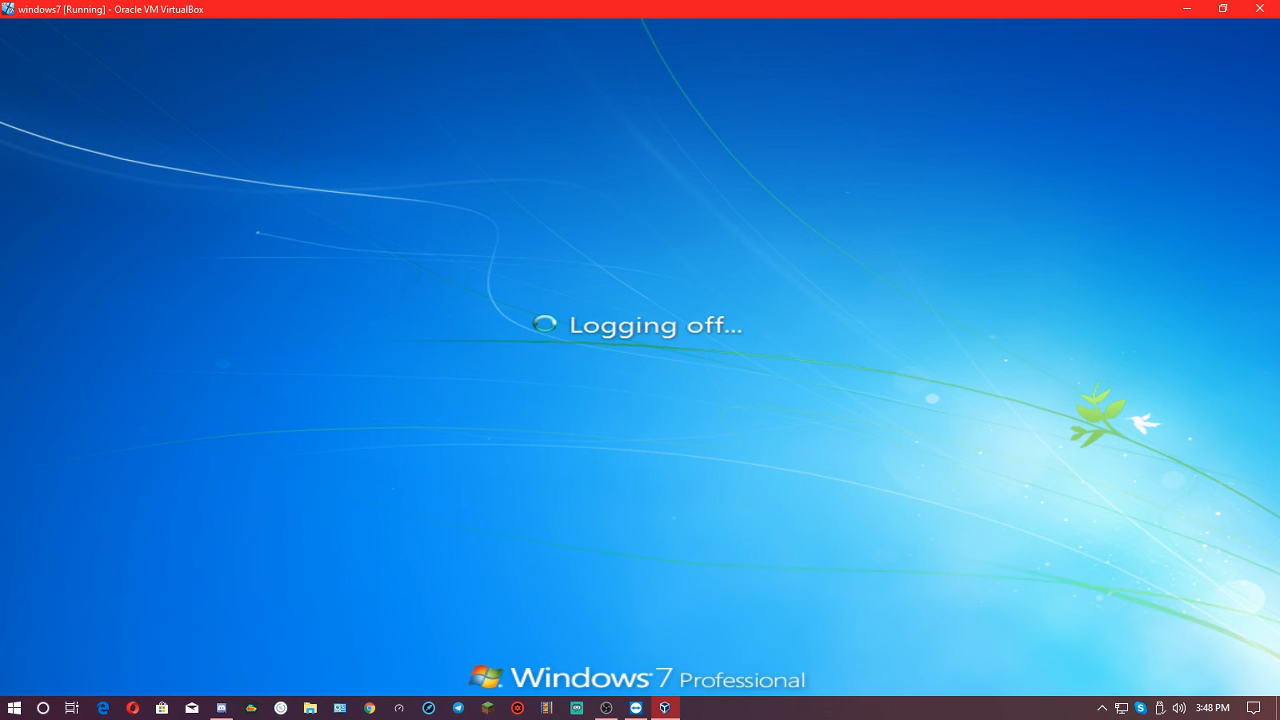 windows7 [Running] - Oracle VM VirtualBox
Logging off...
Windows 7 Professional
3:48 PM